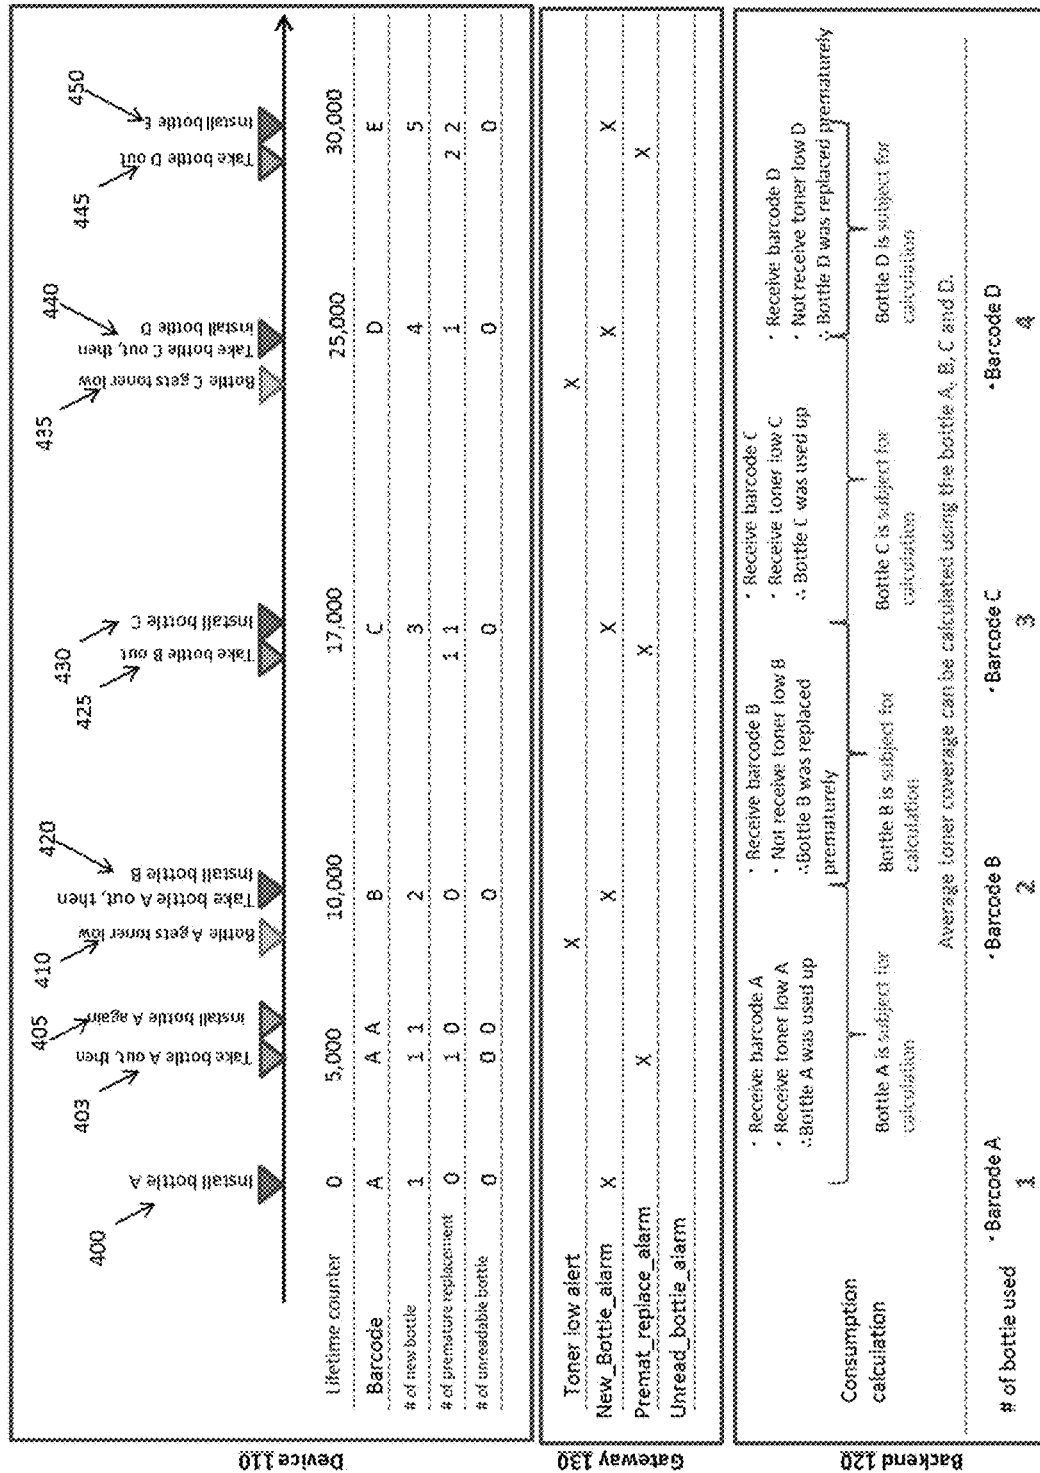 Device 110
400
403
405
410
420
425
430
435
440
445
450
Install bottle A
Take bottle A out, then
install bottle A again
Bottle A gets toner low
Take bottle A out, then
install bottle B
Take bottle B out
Install bottle C
Bottle C gets toner low
Take bottle C out, then
install bottle D
Take bottle D out
Install bottle E
Lifetime counter 0 5,000 10,000 17,000 25,000 30,000
Barcode A A A B C D E
# of new bottle 1 1 1 2 3 4 5
# of premature replacement 0 1 0 0 1 1 1 2 2
# of unreadable bottle 0 0 0 0 0 0 0
Gateway 130
Toner low alert X X
New_Bottle_alarm X X X X X
Premat_replace_alarm X X X
Unread_bottle_alarm
Backend 120
Consumption
calculation
• Receive barcode A
• Receive toner low A
∴Bottle A was used up
Bottle A is subject for
calculation
• Receive barcode B
• Not receive toner low B
∴Bottle B was replaced
prematurely
Bottle B is subject for
calculation
• Receive barcode C
• Receive toner low C
∴ Bottle C was used up
Bottle C is subject for
calculation
• Receive barcode D
• Not receive toner low D
∴ Bottle D was replaced prematurely
Bottle D is subject for
calculation
Average toner coverage can be calculated using the bottle A, B, C and D.
# of bottle used
• Barcode A
1
• Barcode B
2
• Barcode C
3
• Barcode D
4